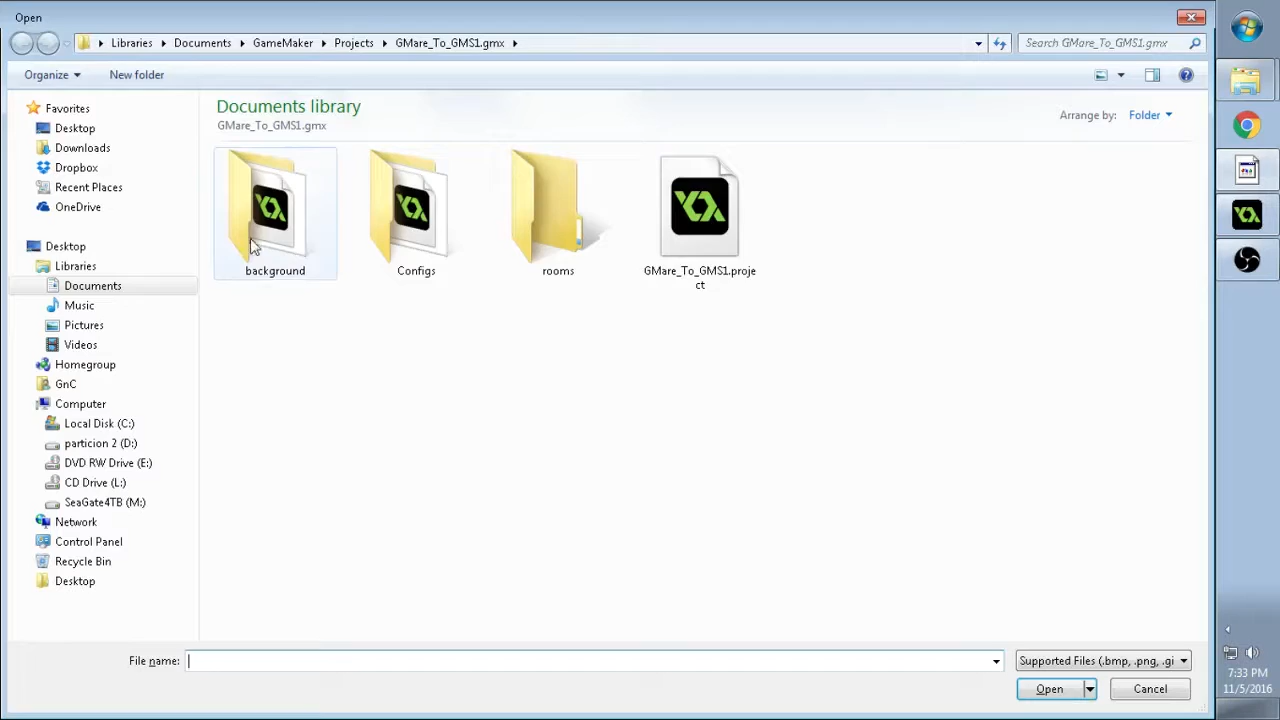 Open
Libraries Documents GameMaker Projects GMare_To_GMS1.gmx Search GMare_To_GMS1.gmx
Organize New folder
Favorites
Desktop
Downloads
Dropbox
Recent Places
OneDrive
Desktop
Libraries
Documents
Music
Pictures
Videos
Homegroup
GnC
Computer
Local Disk (C:)
particion 2 (D:)
DVD RW Drive (E:)
CD Drive (L:)
SeaGate4TB (M:)
Network
Control Panel
Recycle Bin
Desktop
Documents library
GMare_To_GMS1.gmx
Arrange by: Folder
background
Configs
rooms
GMare_To_GMS1.proje
ct
File name:
Supported Files (.bmp, .png, .gi
Open Cancel
7:33 PM
11/5/2016